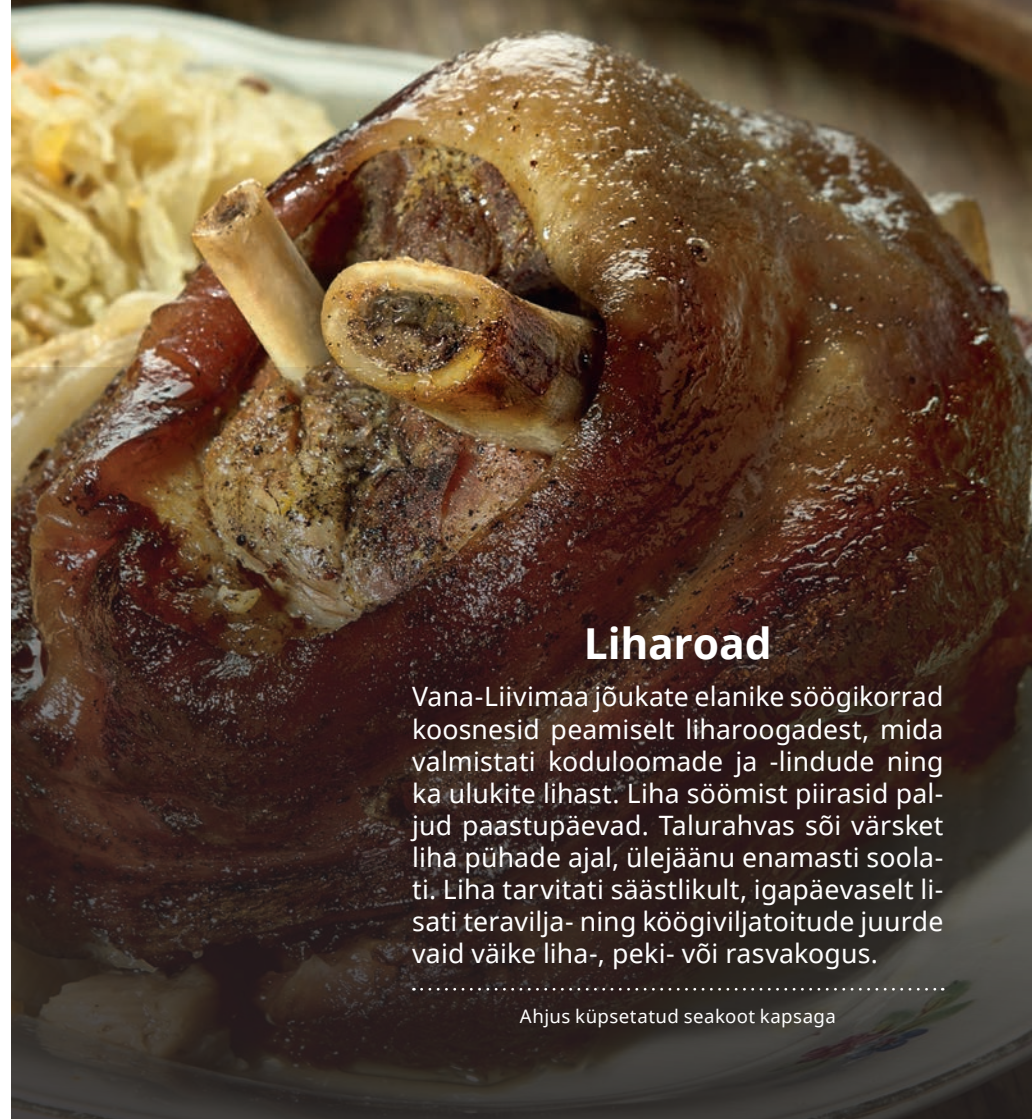 Liharoad
Vana-Liivimaa jõukate elanike söögikorrad
koosnesid peamiselt liharoogadest, mida
valmistati koduloomade ja -lindude ning
ka ulukite lihast. Liha söömist piirasid pal-
jud paastupäevad. Talurahvas sõi värsket
liha pühade ajal, ülejäänu enamasti soola-
ti. Liha tarvitati säästlikult, igapäevaselt li-
sati teravilja- ning köögiviljatoitude juurde
vaid väike liha-, peki- või rasvakogus.
Ahjus küpsetatud seakoot kapsaga